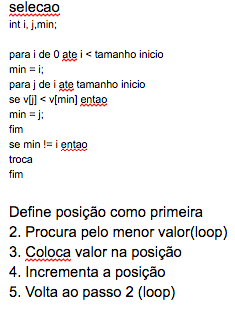 selecao
int i, j,min;
para i de 0 ate i < tamanho inicio
min = i;
para j de i ate tamanho inicio
se v[j] < v[min] entao
min = j;
fim
se min != i entao
troca
fim
Define posição como primeira
2. Procura pelo menor valor(loop)
3. Coloca valor na posição
4. Incrementa a posição
5. Volta ao passo 2 (loop)